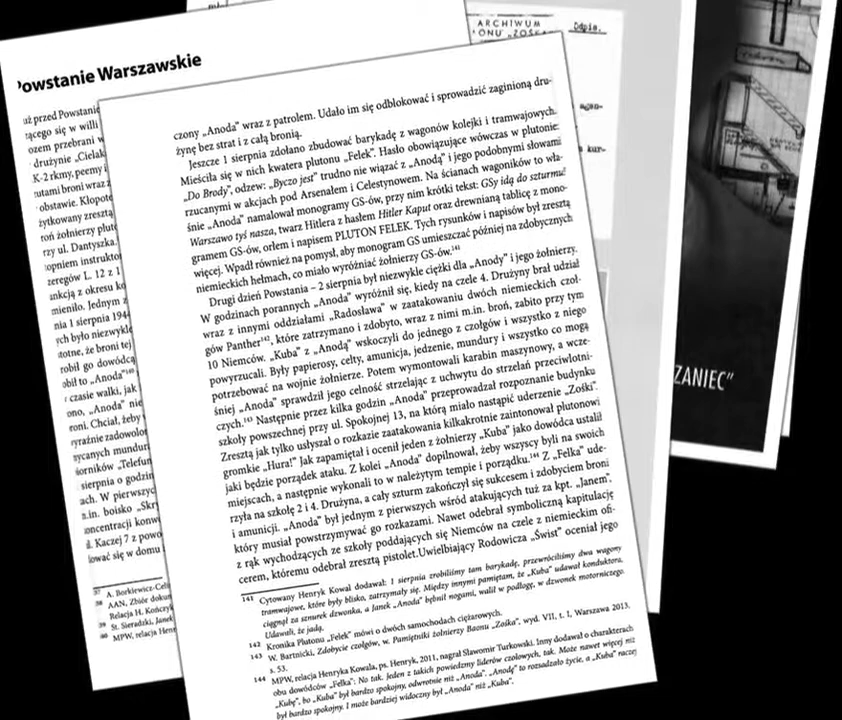 Powstanie Warszawskie
ARCHIWUM
Odpis.
czony „Anoda” wraz z patrolem. Udało im się odblokować i sprowadzić zaginioną dru-
żynę bez strat i z całą bronią.
Jeszcze 1 sierpnia zdołano zbudować barykadę z wagonów kolejki i tramwajowych.
Mieściła się w nich kwatera plutonu „Felek”. Hasło obowiązujące wówczas w plutonie:
„Do Brody”, odzew: „Byczo jest” trudno nie wiązać z „Anodą” i jego podobnymi słowami
rzucanymi w akcjach pod Arsenałem i Celestynowem. Na ścianach wagoników to wła-
śnie „Anoda” namalował monogramy GS-ów, przy nim krótki tekst: GSy idą do szturmu!
Warszawo tyś nasza, twarz Hitlera z hasłem Hitler Kaput oraz drewnianą tablicę z mono-
gramem GS-ów, orłem i napisem PLUTON FELEK. Tych rysunków i napisów był zresztą
więcej. Wpadł również na pomysł, aby monogram GS umieszczać później na zdobycznych
niemieckich hełmach, co miało wyróżniać żołnierzy GS-ów.¹⁴¹
Drugi dzień Powstania – 2 sierpnia był niezwykle ciężki dla „Anody” i jego żołnierzy.
W godzinach porannych „Anoda” wyróżnił się, kiedy na czele 4. Drużyny brał udział
wraz z innymi oddziałami „Radosława” w zaatakowaniu dwóch niemieckich czoł-
gów Panther¹⁴², które zatrzymano i zdobyto, wraz z nimi m.in. broń, zabito przy tym
10 Niemców. „Kuba” z „Anodą” wskoczyli do jednego z czołgów i wszystko z niego
powyrzucali. Były papierosy, celty, amunicja, jedzenie, mundury i wszystko co mogą
potrzebować na wojnie żołnierze. Potem wymontowali karabin maszynowy, a wcze-
śniej „Anoda” sprawdził jego celność strzelając z uchwytu do strzelań przeciwlotni-
czych.¹⁴³ Następnie przez kilka godzin „Anoda” przeprowadzał rozpoznanie budynku
szkoły powszechnej przy ul. Spokojnej 13, na którą miało nastąpić uderzenie „Zośki”.
Zresztą jak tylko usłyszał o rozkazie zaatakowania kilkakrotnie zaintonował plutonowi
gromkie „Hura!” Jak zapamiętał i ocenił jeden z żołnierzy „Kuba” jako dowódca ustalił
jaki będzie porządek ataku. Z kolei „Anoda” dopilnował, żeby wszyscy byli na swoich
miejscach, a następnie wykonali to w należytym tempie i porządku.¹⁴⁴ Z „Felka” ude-
rzyła na szkołę 2 i 4. Drużyna, a cały szturm zakończył się sukcesem i zdobyciem broni
i amunicji. „Anoda” był jednym z pierwszych wśród atakujących tuż za kpt. „Janem”,
który musiał powstrzymywać go rozkazami. Nawet odebrał symboliczną kapitulację
z rąk wychodzących ze szkoły poddających się Niemców na czele z niemieckim ofi-
cerem, któremu odebrał zresztą pistolet.Uwielbiający Rodowicza „Świst” oceniał jego
141 Cytowany Henryk Kowal dodawał: I sierpnia zrobiliśmy tam barykadę, przewróciliśmy dwa wagony
tramwajowe, które były blisko, zatrzymały się. Między innymi pamiętam, że „Kuba” udawał konduktora,
ciągnął za sznurek dzwonka, a Janek „Anoda” bębnił nogami, walił w podłogę, w dzwonek motorniczego.
Udawali, że jadą.
142 Kronika Plutonu „Felek” mówi o dwóch samochodach ciężarowych.
143 W. Bartnicki, Zdobycie czołgów, w. Pamiętniki żołnierzy Baonu „Zośka”, wyd. VII, t. I, Warszawa 2013,
s. 53.
144 MPW, relacja Henryka Kowala, ps. Henryk, 2011, nagrał Sławomir Turkowski. Inny dodawał o charakterach
obu dowódców „Felka”: No tak. Jeden z takich powiedzmy liderów czołowych, tak. Może nawet więcej niż
„Kubę”, bo „Kuba” był bardzo spokojny, odwrotnie niż „Anoda”. „Anodę” to rozsadzało życie, a „Kuba” raczej
był bardzo spokojny. I może bardziej widoczny był „Anoda” niż „Kuba”.
ZANIEC”